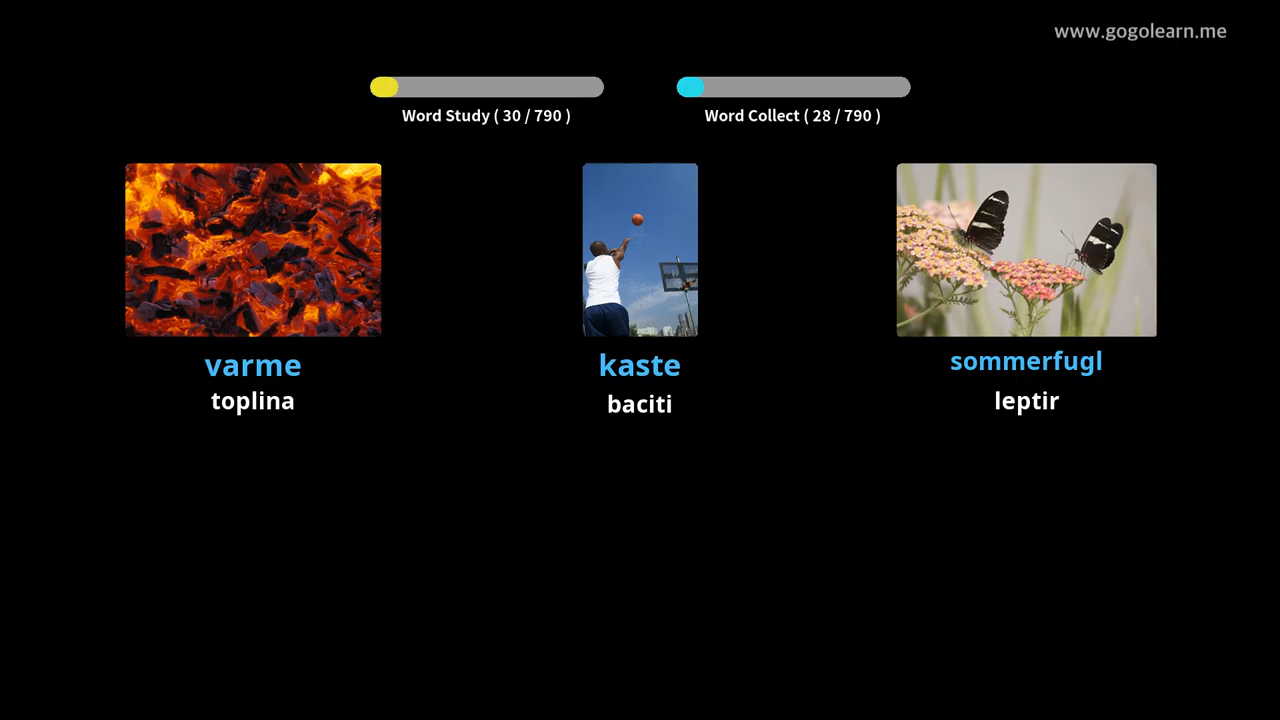 www.gogolearn.me
Word Study ( 30 / 790 )
Word Collect ( 28 / 790 )
varme
kaste
sommerfugl
toplina
baciti
leptir